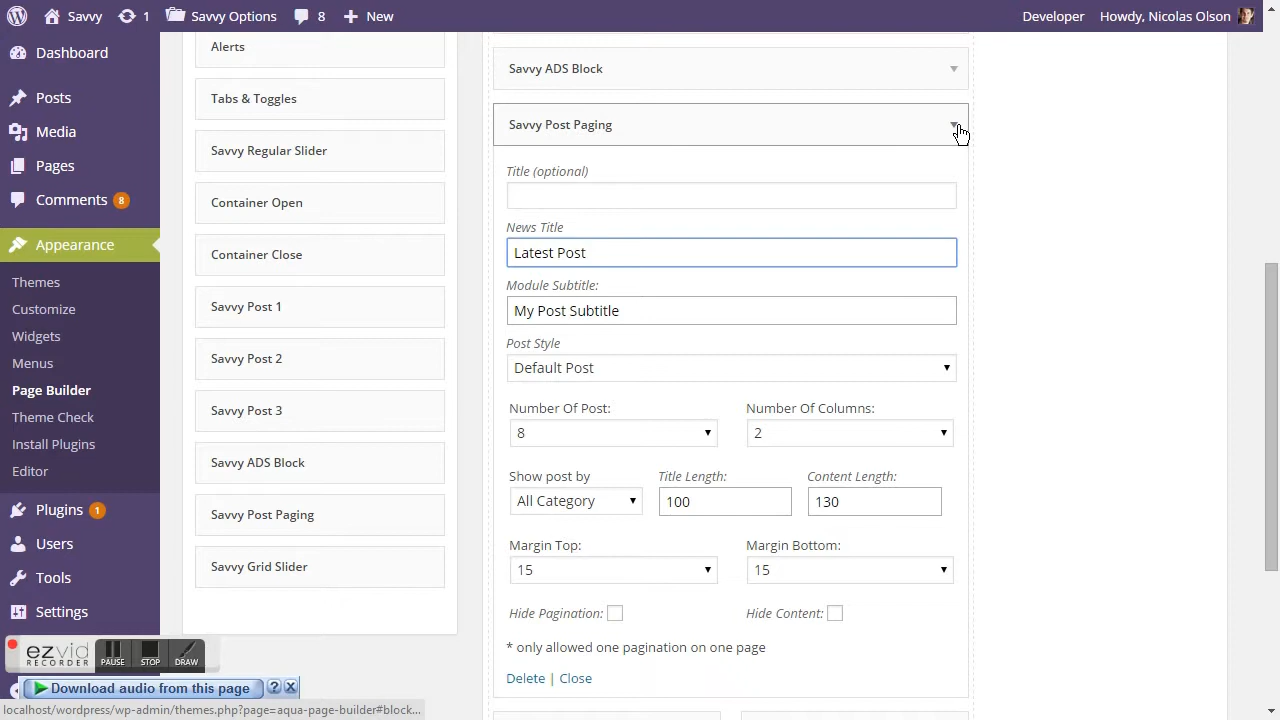 Savvy
1
Savvy Options
8
New
Developer
Howdy, Nicolas Olson
Dashboard
Posts
Media
Pages
Comments 8
Appearance
Themes
Customize
Widgets
Menus
Page Builder
Theme Check
Install Plugins
Editor
Plugins 1
Users
Tools
Settings
ezvid
RECORDER
PAUSE
STOP
DRAW
Download audio from this page
?
X
localhost/wordpress/wp-admin/themes.php?page=aqua-page-builder#block...
Alerts
Tabs & Toggles
Savvy Regular Slider
Container Open
Container Close
Savvy Post 1
Savvy Post 2
Savvy Post 3
Savvy ADS Block
Savvy Post Paging
Savvy Grid Slider
Savvy ADS Block
Savvy Post Paging
Title (optional)
News Title
Latest Post
Module Subtitle:
My Post Subtitle
Post Style
Default Post
Number Of Post:
Number Of Columns:
8
2
Show post by
Title Length:
Content Length:
All Category
100
130
Margin Top:
Margin Bottom:
15
15
Hide Pagination:
Hide Content:
* only allowed one pagination on one page
Delete | Close